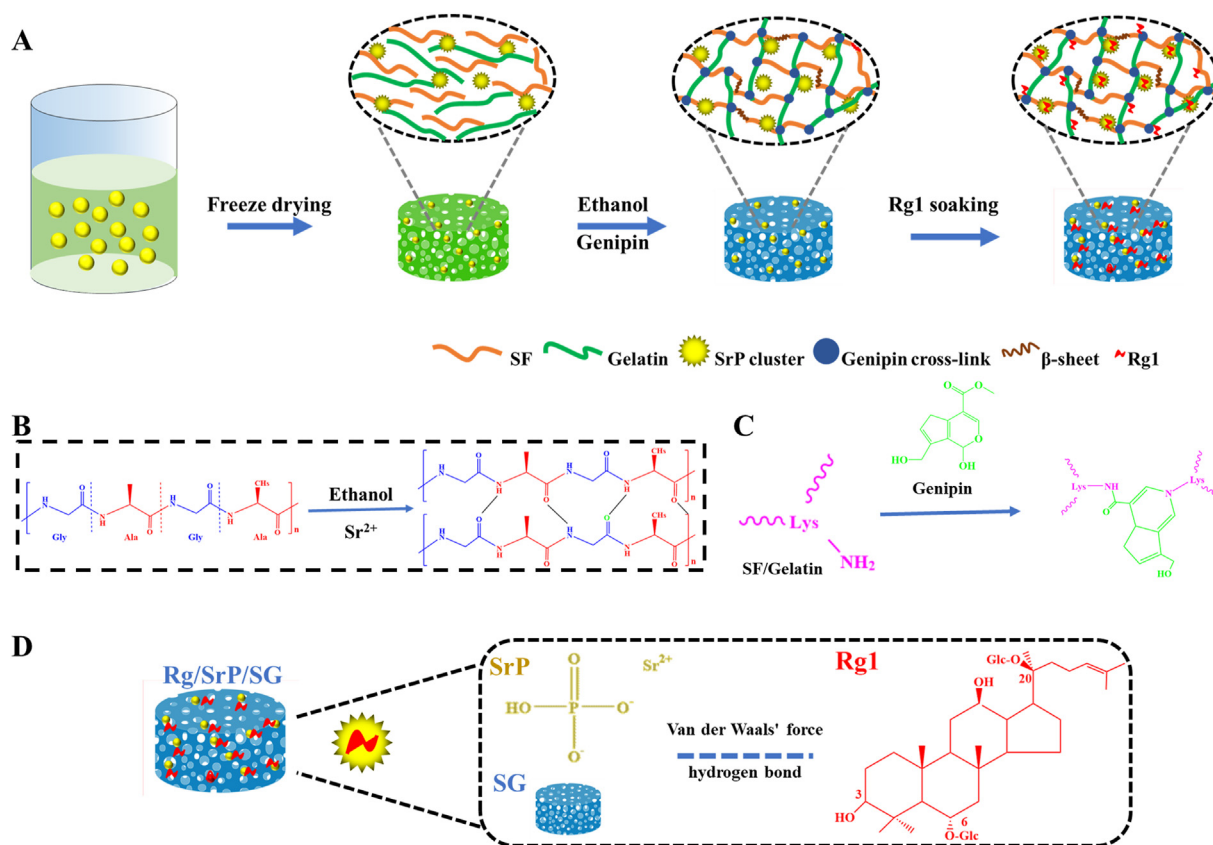 A
Freeze drying
Ethanol
Genipin
Rg1 soaking
SF
Gelatin
SrP cluster
Genipin cross-link
β-sheet
Rg1
B
H
N
O
N
H
O
H
N
O
N
H
CH₃
O
n
Gly
Ala
Gly
Ala
Ethanol
Sr²⁺
H
N
O
N
H
O
H
N
O
N
H
CH₃
O
n
H
N
O
N
H
O
H
N
O
N
H
CH₃
O
n
C
Lys
NH₂
SF/Gelatin
O
O
O
HO
OH
Genipin
Lys
NH
O
N
Lys
HO
D
Rg/SrP/SG
SrP
O
HO
P
O⁻
O⁻
Sr²⁺
SG
Van der Waals' force
hydrogen bond
Rg1
Glc-O
20
OH
3
HO
6
O-Glc